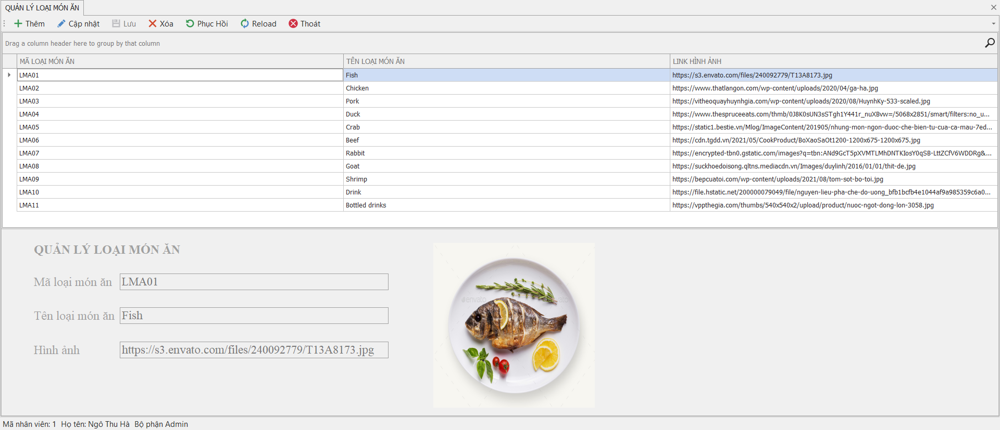 QUẢN LÝ LOẠI MÓN ĂN
Thêm Cập nhật Lưu Xóa Phục Hồi Reload Thoát
Drag a column header here to group by that column
MÃ LOẠI MÓN ĂN TÊN LOẠI MÓN ĂN LINK HÌNH ẢNH
LMA01 Fish https://s3.envato.com/files/240092779/T13A8173.jpg
LMA02 Chicken https://www.thatlangon.com/wp-content/uploads/2020/04/ga-ha.jpg
LMA03 Pork https://vitheoquayhuynhgia.com/wp-content/uploads/2020/08/HuynhKy-533-scaled.jpg
LMA04 Duck https://www.thespruceeats.com/thmb/0J8K0sUN3sSTgh1Y441r_nuXBvw=/5068x2851/smart/filters:no_u...
LMA05 Crab https://static1.bestie.vn/Mlog/ImageContent/201905/nhung-mon-ngon-duoc-che-bien-tu-cua-ca-mau-7ed...
LMA06 Beef https://cdn.tgdd.vn/2021/05/CookProduct/BoXaoSaOt1200-1200x675-1200x675.jpg
LMA07 Rabbit https://encrypted-tbn0.gstatic.com/images?q=tbn:ANd9GcT5pXVMTLMhDNTKIosY0qSB-LttZCfV6WDDRg&...
LMA08 Goat https://suckhoedoisong.qltns.mediacdn.vn/Images/duylinh/2016/01/01/thit-de.jpg
LMA09 Shrimp https://bepcuatoi.com/wp-content/uploads/2021/08/tom-sot-bo-toi.jpg
LMA10 Drink https://file.hstatic.net/200000079049/file/nguyen-lieu-pha-che-do-uong_bfb1bcfb4e1044af9a985359c6a0...
LMA11 Bottled drinks https://vppthegia.com/thumbs/540x540x2/upload/product/nuoc-ngot-dong-lon-3058.jpg
QUẢN LÝ LOẠI MÓN ĂN
Mã loại món ăn LMA01
Tên loại món ăn Fish
Hình ảnh https://s3.envato.com/files/240092779/T13A8173.jpg
envato envato
Mã nhân viên: 1 Họ tên: Ngô Thu Hà Bộ phận Admin